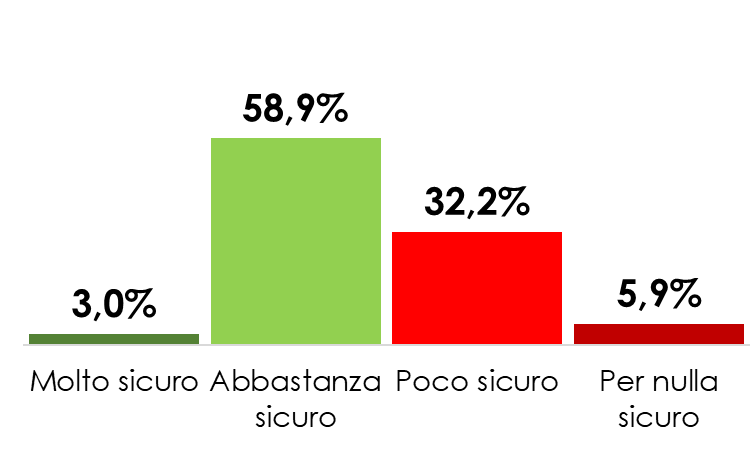 58,9%
32,2%
3,0%
5,9%
Molto sicuro
Abbastanza
sicuro
Poco sicuro
Per nulla
sicuro